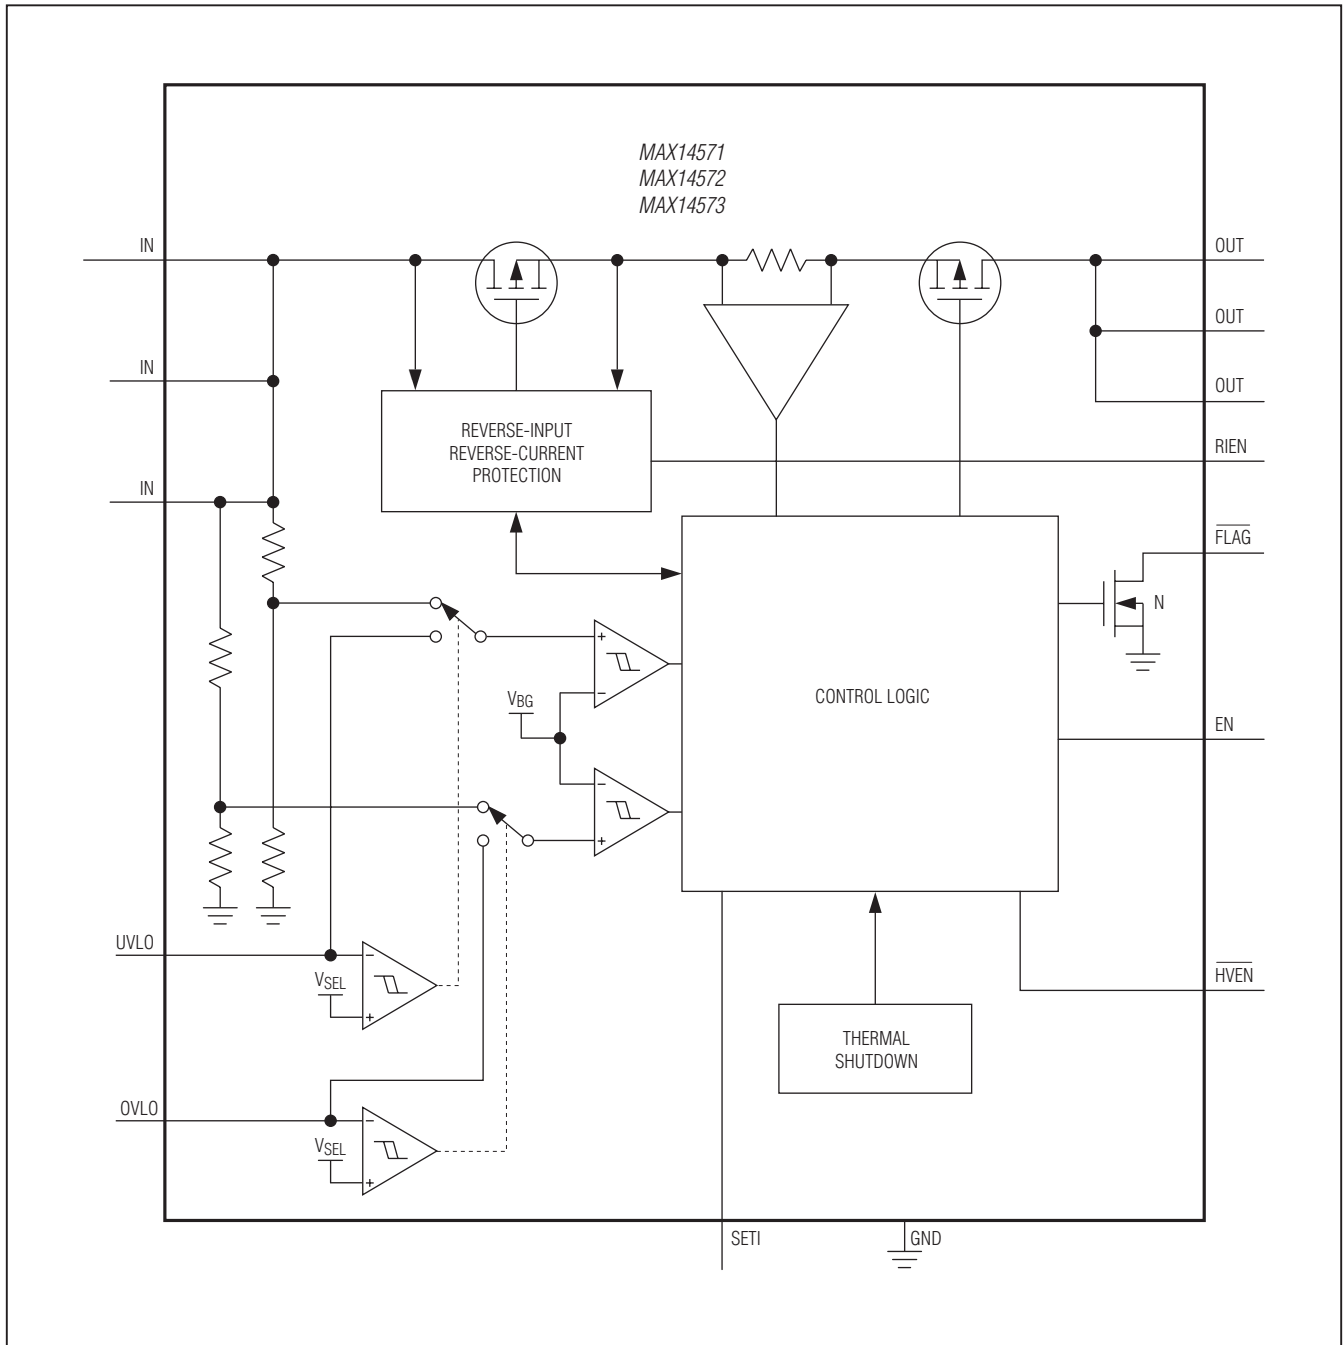 MAX14571
MAX14572
MAX14573
IN
OUT
OUT
IN
OUT
REVERSE-INPUT
REVERSE-CURRENT
PROTECTION
RIEN
IN
FLAG
N
+
−
VBG
CONTROL LOGIC
EN
−
+
UVLO
−
VSEL
+
HVEN
THERMAL
SHUTDOWN
OVLO
−
VSEL
+
SETI
GND